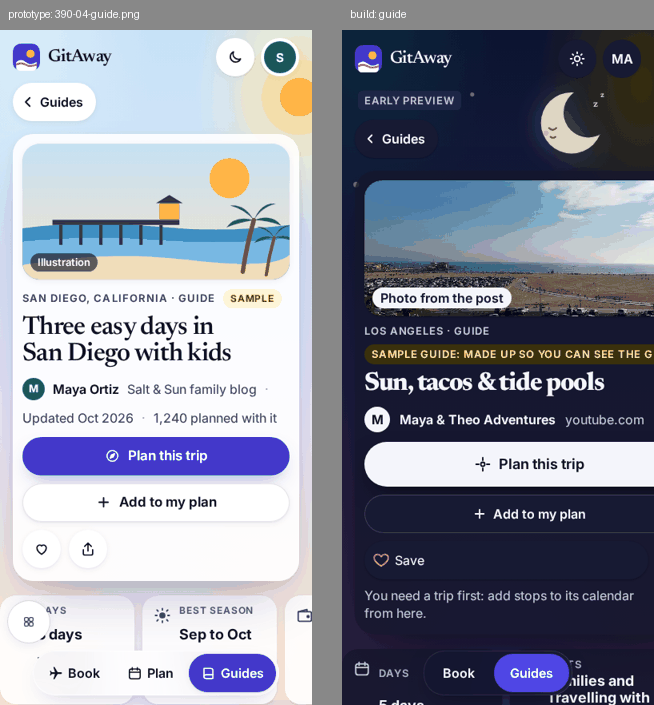 prototype: 390-04-guide.png
GitAway
S
Guides
Illustration
SAN DIEGO, CALIFORNIA · GUIDE SAMPLE
Three easy days in
San Diego with kids
M Maya Ortiz Salt & Sun family blog ·
Updated Oct 2026 · 1,240 planned with it
Plan this trip
Add to my plan
BEST SEASON
days
Sep to Oct
Book Plan Guides
build: guide
GitAway
MA
EARLY PREVIEW
z z
Guides
Photo from the post
LOS ANGELES · GUIDE
SAMPLE GUIDE: MADE UP SO YOU CAN SEE THE G
Sun, tacos & tide pools
M Maya & Theo Adventures youtube.com
Plan this trip
Add to my plan
Save
You need a trip first: add stops to its calendar
from here.
DAYS
Book Guides
Travelling with
5 days